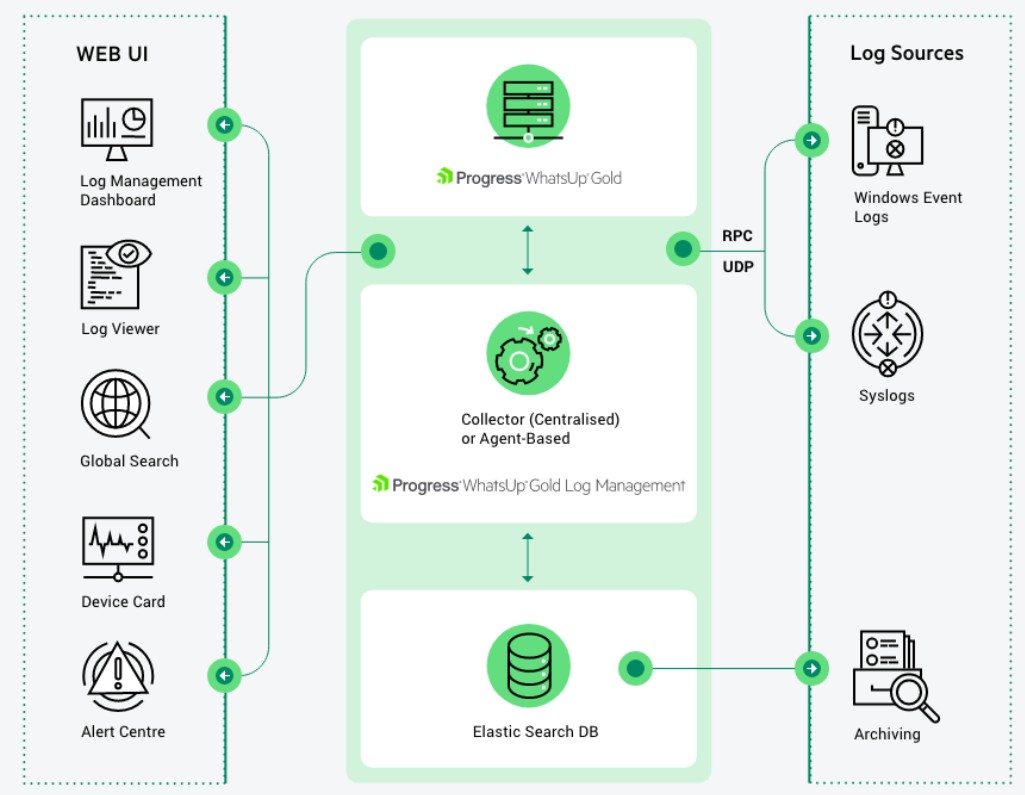 WEB UI
Log Management
Dashboard
Log Viewer
Global Search
Device Card
Alert Centre
Progress® WhatsUp® Gold
Collector (Centralised)
or Agent-Based
Progress® WhatsUp® Gold Log Management
Elastic Search DB
RPC
UDP
Log Sources
Windows Event
Logs
Syslogs
Archiving